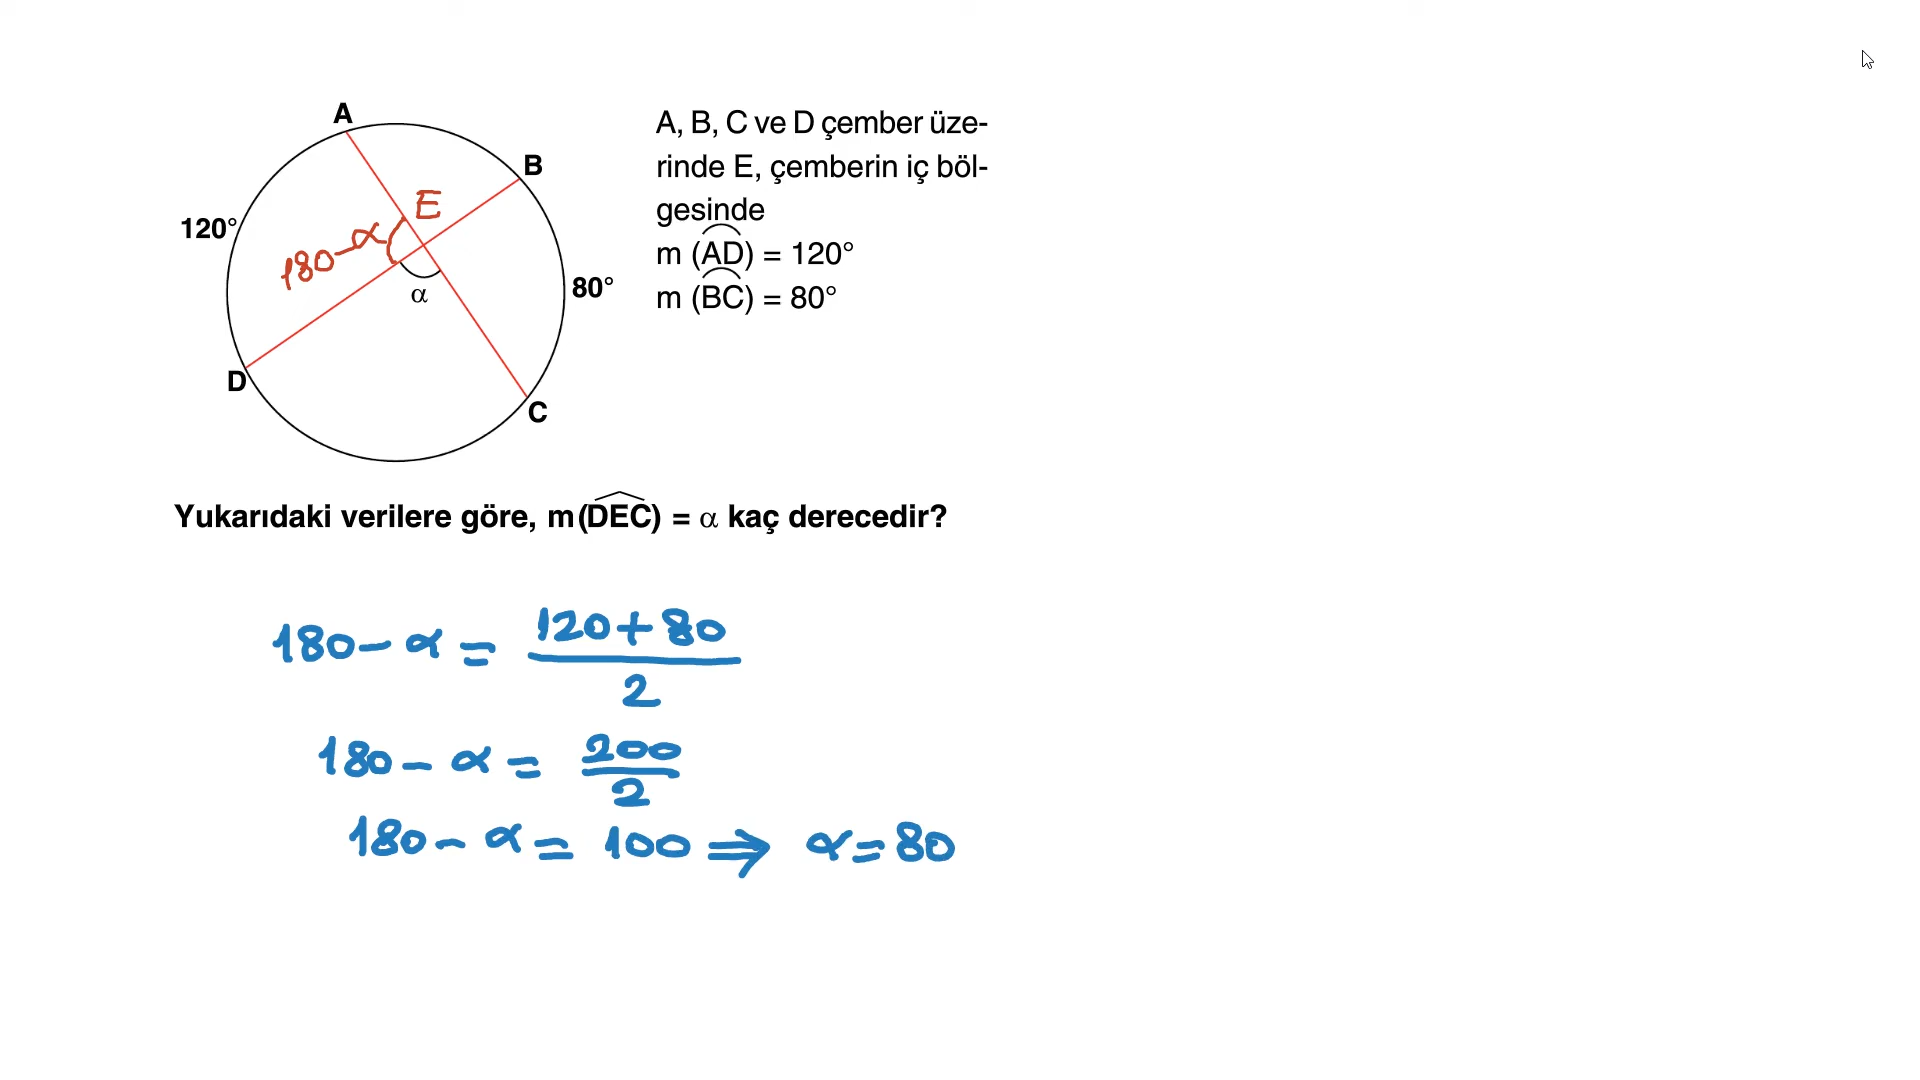 A
B
E
120°
180-α
80°
α
D
C
A, B, C ve D çember üze-
rinde E, çemberin iç böl-
gesinde
m (AD) = 120°
m (BC) = 80°
Yukarıdaki verilere göre, m(DEC) = α kaç derecedir?
180-α = 120+80
2
180-α = 200
2
180-α = 100 ⇒ α=80